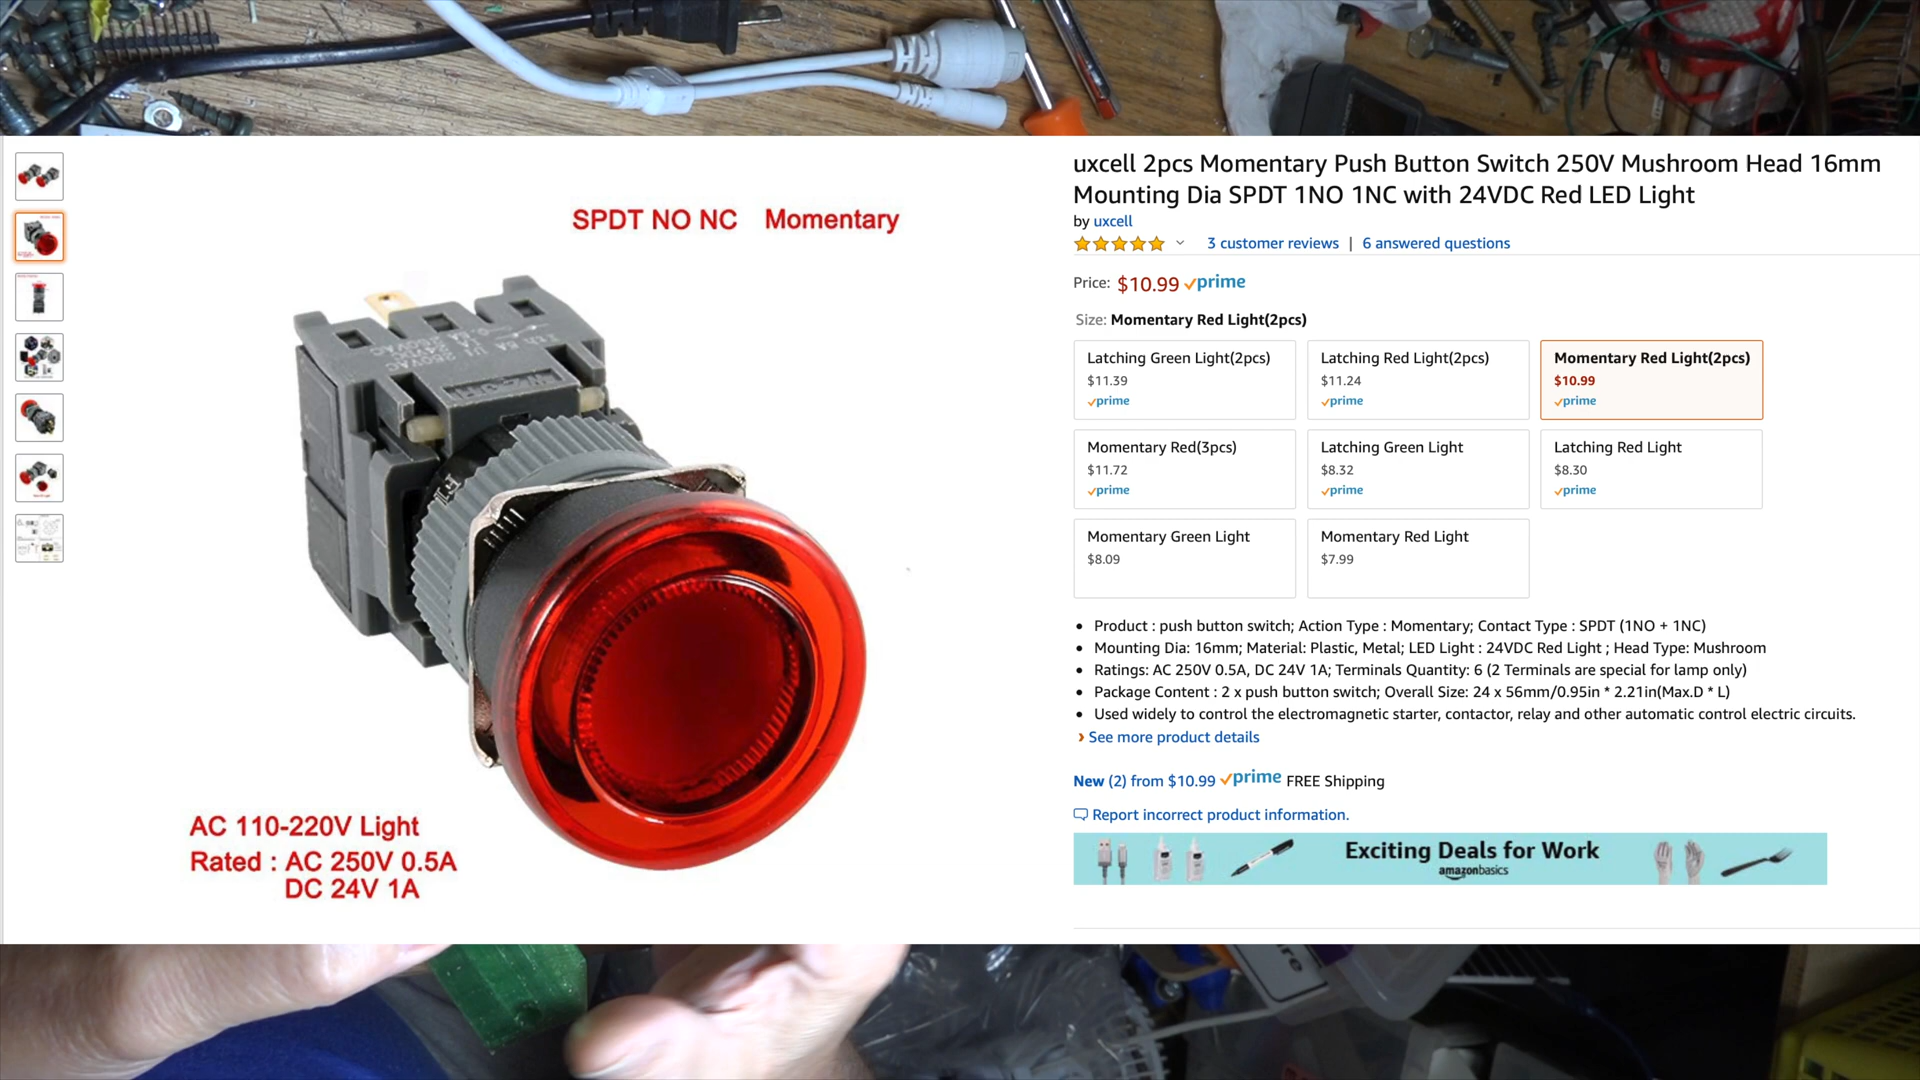 SPDT NO NC Momentary
AC 110-220V Light
Rated : AC 250V 0.5A
DC 24V 1A
uxcell 2pcs Momentary Push Button Switch 250V Mushroom Head 16mm
Mounting Dia SPDT 1NO 1NC with 24VDC Red LED Light
by uxcell
3 customer reviews | 6 answered questions
Price: $10.99 prime
Size: Momentary Red Light(2pcs)
Latching Green Light(2pcs)
$11.39
prime
Latching Red Light(2pcs)
$11.24
prime
Momentary Red Light(2pcs)
$10.99
prime
Momentary Red(3pcs)
$11.72
prime
Latching Green Light
$8.32
prime
Latching Red Light
$8.30
prime
Momentary Green Light
$8.09
Momentary Red Light
$7.99
• Product : push button switch; Action Type : Momentary; Contact Type : SPDT (1NO + 1NC)
• Mounting Dia: 16mm; Material: Plastic, Metal; LED Light : 24VDC Red Light ; Head Type: Mushroom
• Ratings: AC 250V 0.5A, DC 24V 1A; Terminals Quantity: 6 (2 Terminals are special for lamp only)
• Package Content : 2 x push button switch; Overall Size: 24 x 56mm/0.95in * 2.21in(Max.D * L)
• Used widely to control the electromagnetic starter, contactor, relay and other automatic control electric circuits.
› See more product details
New (2) from $10.99 prime FREE Shipping
Report incorrect product information.
Exciting Deals for Work
amazonbasics